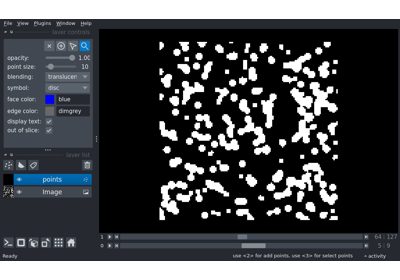 File View Plugins Window Help
layer controls
opacity: 1.00
point size: 10
blending: translucen
symbol: disc
face color: blue
edge color: dimgrey
display text:
out of slice:
layer list
points
Image
1 64 127
0 5 9
Ready use <2> for add points, use <3> for select points activity